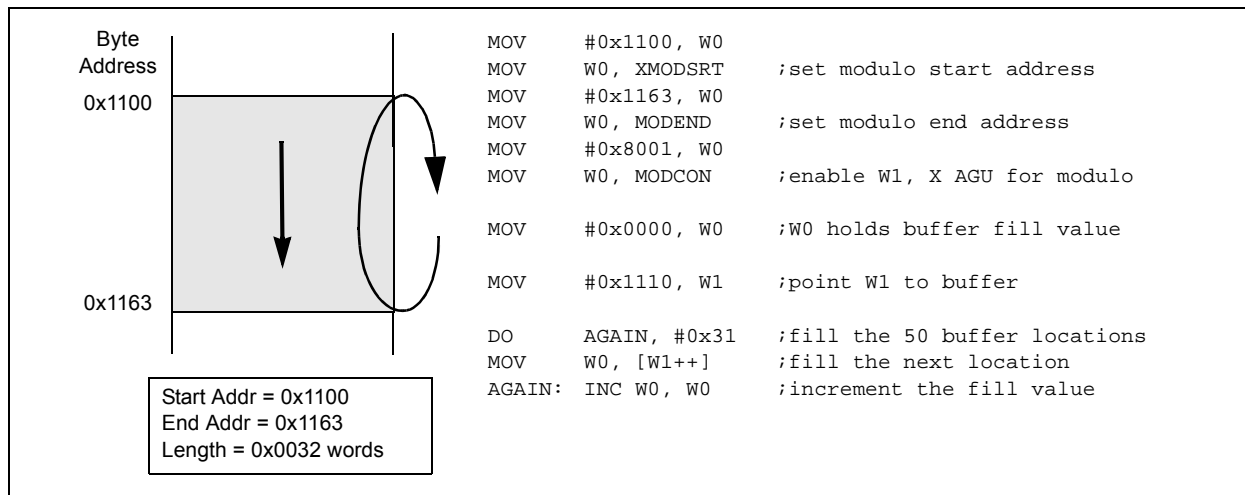 Byte
Address
0x1100
0x1163
Start Addr = 0x1100
End Addr = 0x1163
Length = 0x0032 words
MOV #0x1100, W0
MOV W0, XMODSRT ;set modulo start address
MOV #0x1163, W0
MOV W0, MODEND ;set modulo end address
MOV #0x8001, W0
MOV W0, MODCON ;enable W1, X AGU for modulo
MOV #0x0000, W0 ;W0 holds buffer fill value
MOV #0x1110, W1 ;point W1 to buffer
DO AGAIN, #0x31 ;fill the 50 buffer locations
MOV W0, [W1++] ;fill the next location
AGAIN: INC W0, W0 ;increment the fill value